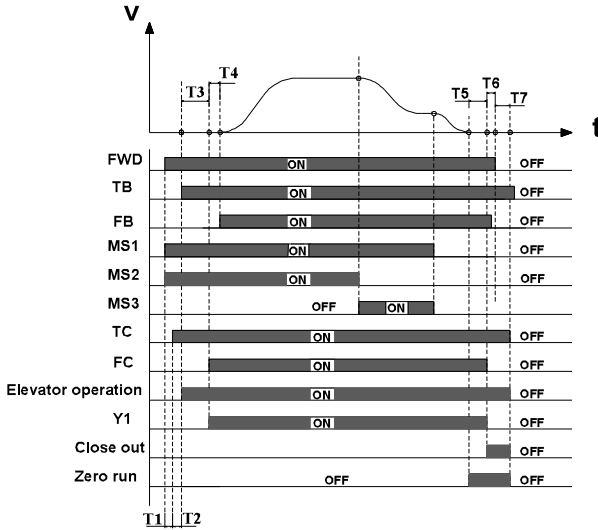 V
T3
T4
T5
T6
T7
t
FWD ON OFF
TB ON OFF
FB ON OFF
MS1 ON OFF
MS2 ON OFF
MS3 OFF ON OFF
TC ON OFF
FC ON OFF
Elevator operation ON OFF
Y1 ON OFF
Close out OFF
Zero run OFF OFF
T1 T2